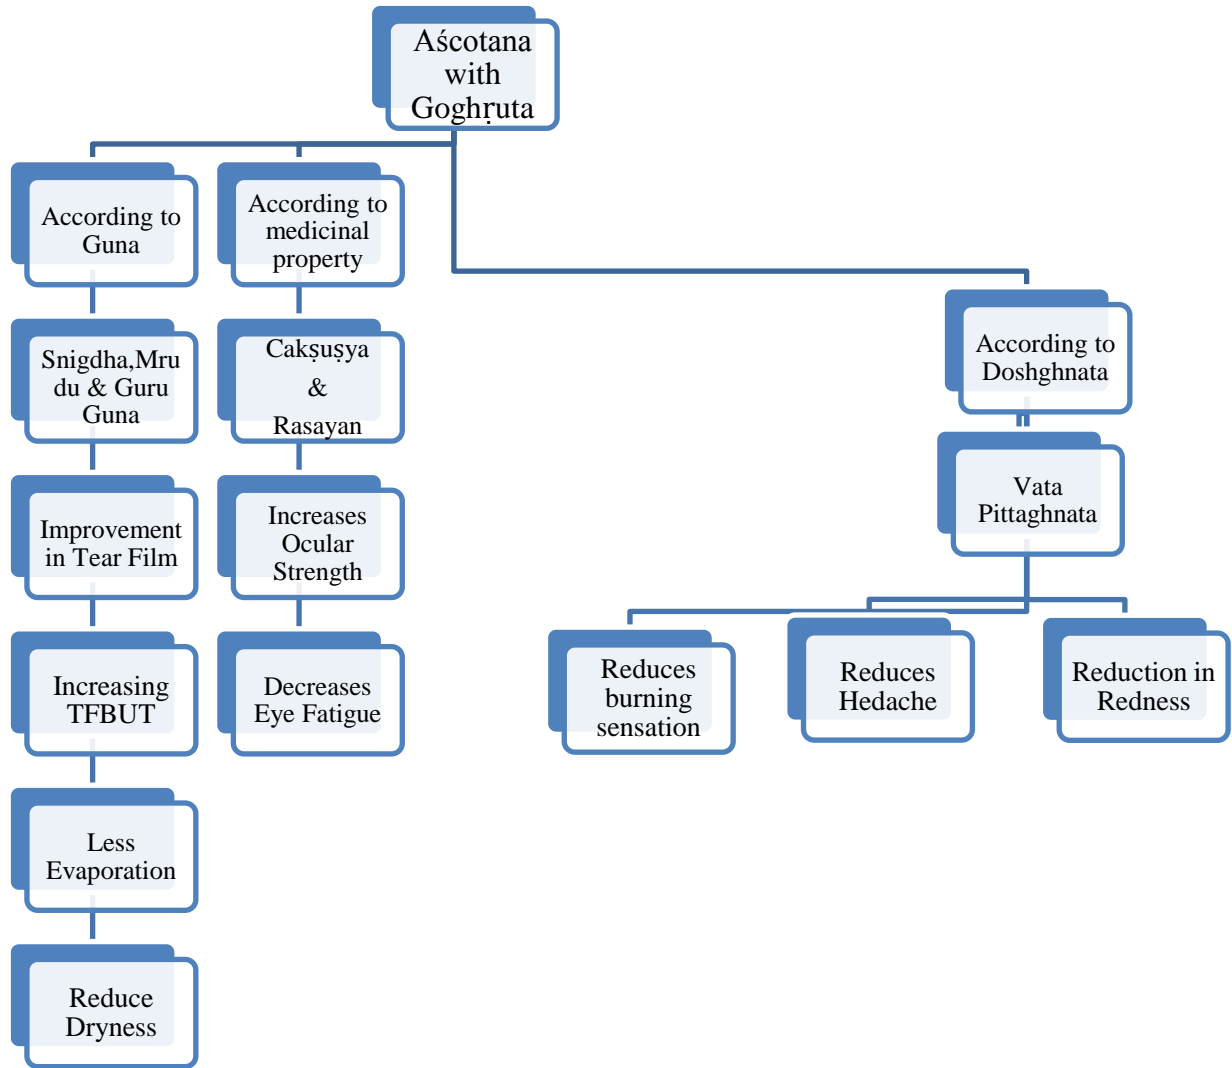 Aścotana
with
Goghṛuta
According to
Guna
Snigdha,Mru
du & Guru
Guna
Improvement
in Tear Film
Increasing
TFBUT
Less
Evaporation
Reduce
Dryness
According to
medicinal
property
Cakṣuṣya
&
Rasayan
Increases
Ocular
Strength
Decreases
Eye Fatigue
According to
Doshghnata
Vata
Pittaghnata
Reduces
burning
sensation
Reduces
Hedache
Reduction in
Redness